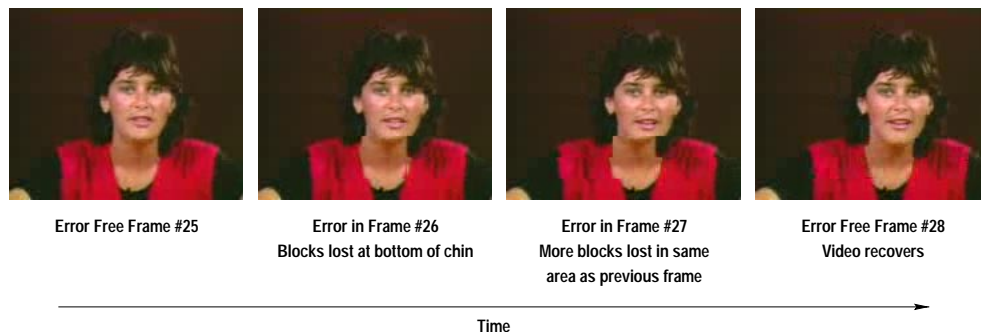 Error Free Frame #25
Error in Frame #26
Blocks lost at bottom of chin
Error in Frame #27
More blocks lost in same
area as previous frame
Error Free Frame #28
Video recovers
Time